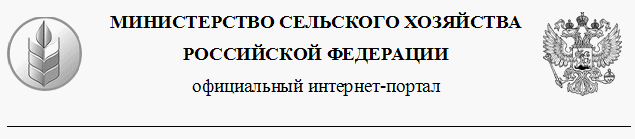 МИНИСТЕРСТВО СЕЛЬСКОГО ХОЗЯЙСТВА
РОССИЙСКОЙ ФЕДЕРАЦИИ
официальный интернет-портал